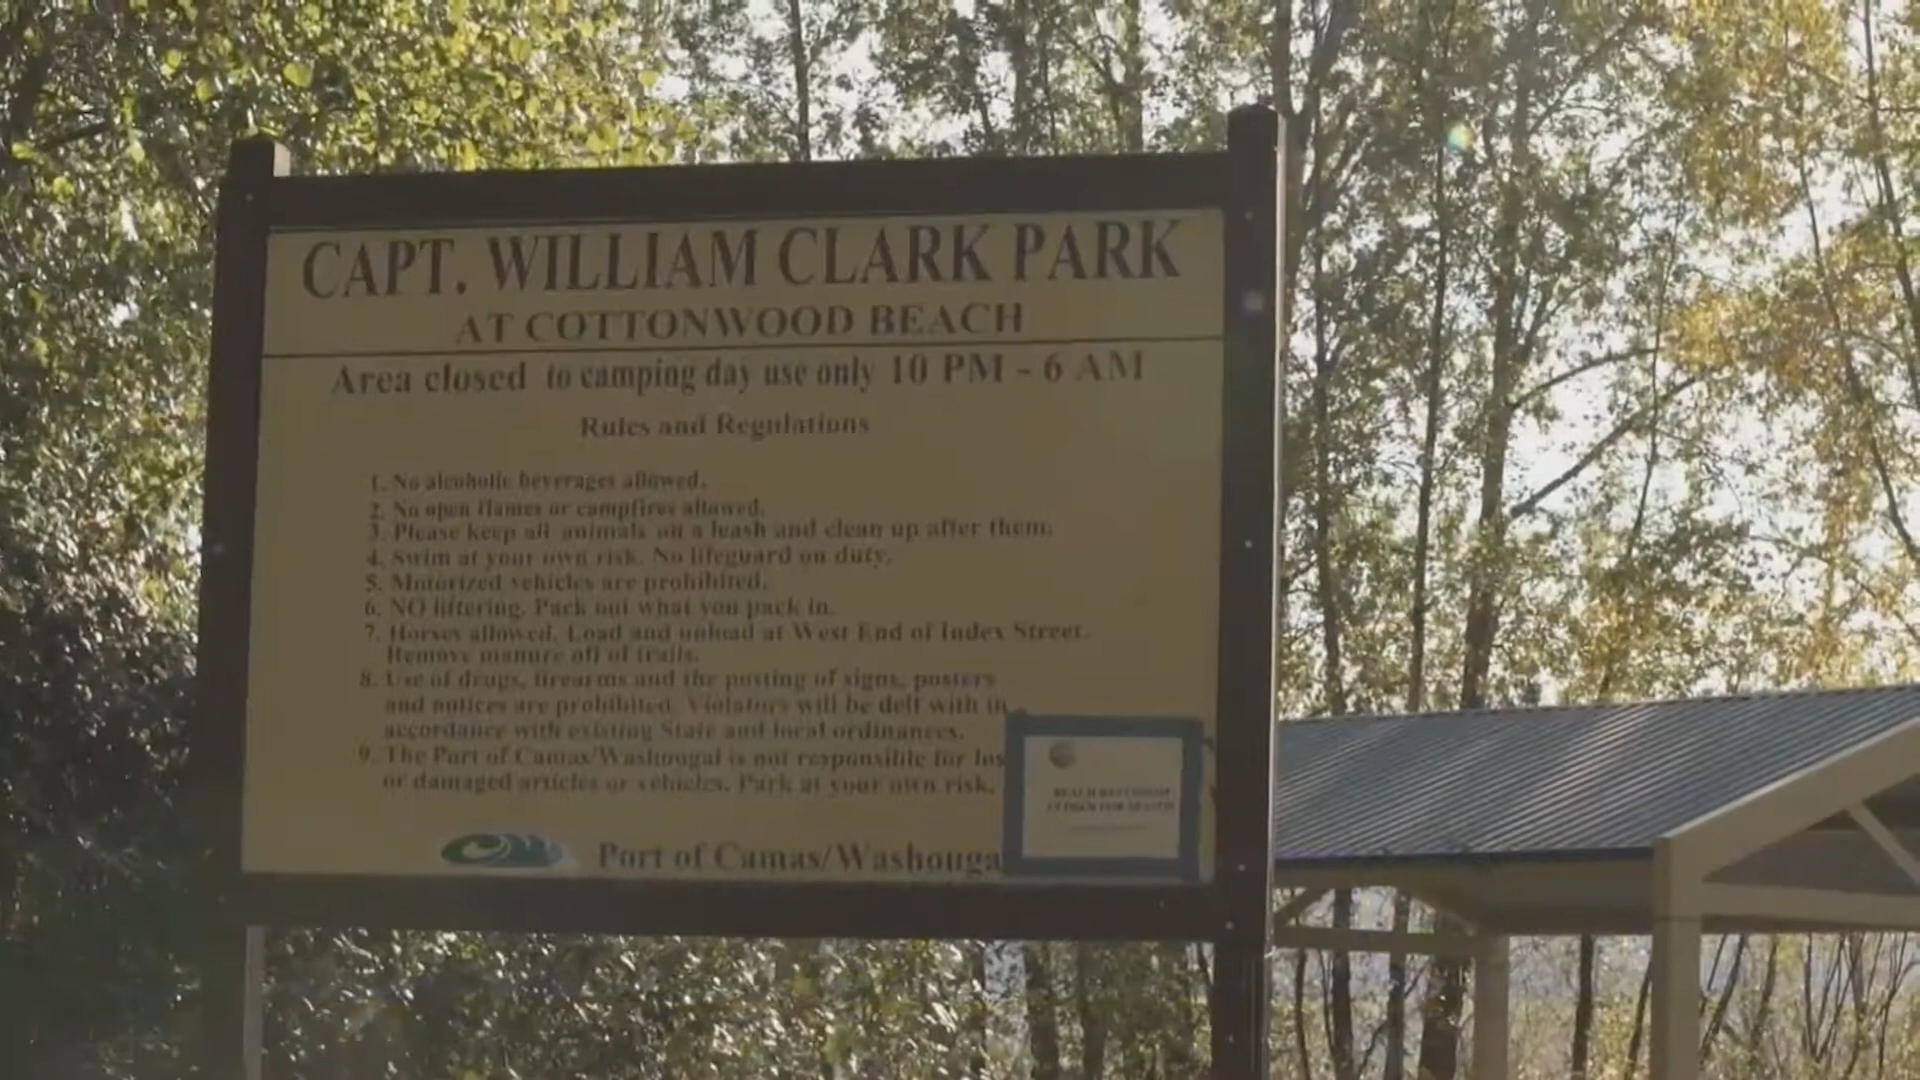 CAPT. WILLIAM CLARK PARK
AT COTTONWOOD BEACH
Area closed to camping day use only 10 PM - 6 AM
Rules and Regulations
1. No alcoholic beverages allowed.
2. No open flames or campfires allowed.
3. Please keep all animals on a leash and clean up after them.
4. Swim at your own risk. No lifeguard on duty.
5. Motorized vehicles are prohibited.
6. NO littering. Pack out what you pack in.
7. Horses allowed. Load and unload at West End of Index Street.
Remove manure off of trails.
8. Use of drugs, firearms and the posting of signs, posters
and notices are prohibited. Violators will be delt with in
accordance with existing State and local ordinances.
9. The Port of Camas/Washougal is not responsible for los
or damaged articles or vehicles. Park at your own risk.
Port of Camas/Washouga
BEACH